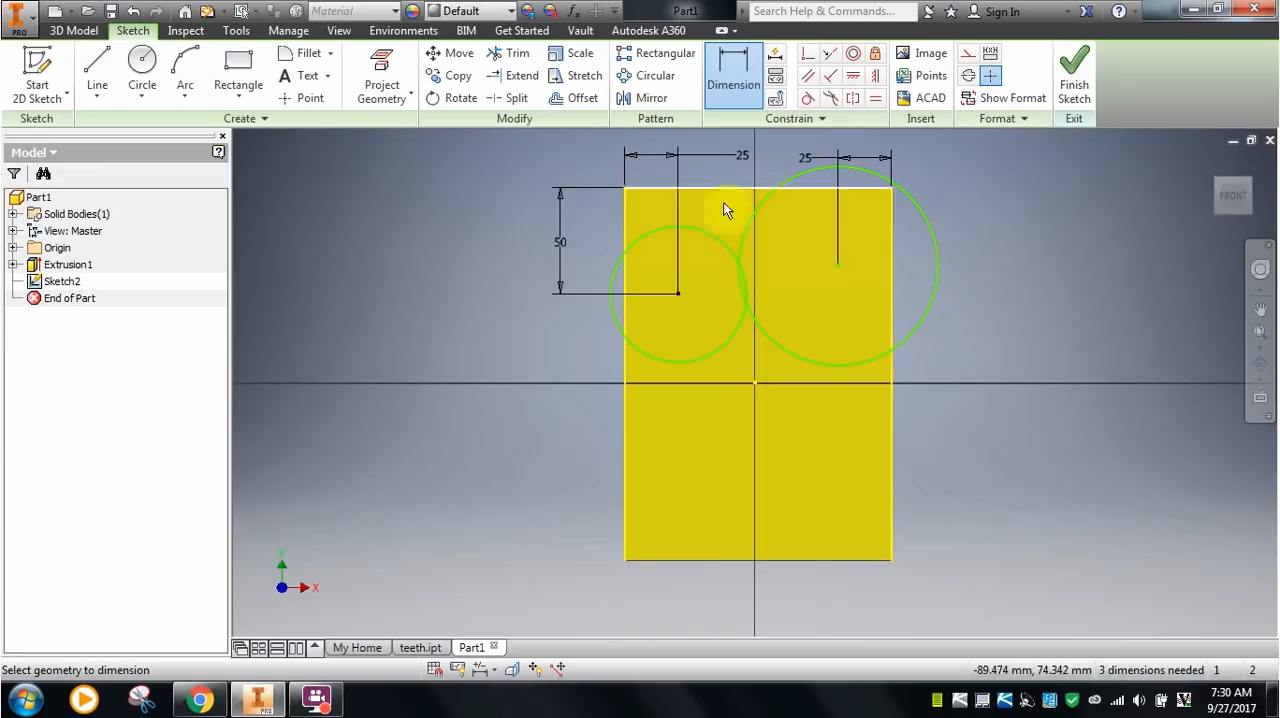 Material
Default
Part1
Search Help & Commands...
Sign In
PRO
3D Model
Sketch
Inspect
Tools
Manage
View
Environments
BIM
Get Started
Vault
Autodesk A360
Start
2D Sketch
Line
Circle
Arc
Rectangle
Fillet
Text
Point
Project
Geometry
Move
Copy
Rotate
Trim
Extend
Split
Scale
Stretch
Offset
Rectangular
Circular
Mirror
Dimension
Image
Points
ACAD
Show Format
Finish
Sketch
Sketch
Create
Modify
Pattern
Constrain
Insert
Format
Exit
Model
Part1
Solid Bodies(1)
View: Master
Origin
Extrusion1
Sketch2
End of Part
25
25
50
FRONT
Y
X
My Home
teeth.ipt
Part1
Select geometry to dimension
-89.474 mm, 74.342 mm
3 dimensions needed
1
2
PRO
7:30 AM
9/27/2017